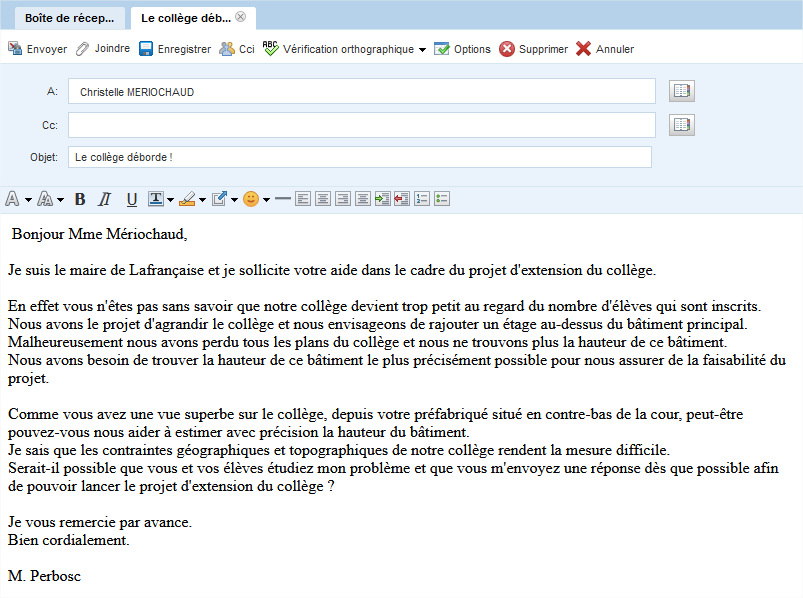 Boîte de récep... Le collège déb...
Envoyer Joindre Enregistrer Cci ABC Vérification orthographique Options Supprimer Annuler
A: Christelle MERIOCHAUD
Cc:
Objet: Le collège déborde !
Bonjour Mme Mériochaud,
Je suis le maire de Lafrançaise et je sollicite votre aide dans le cadre du projet d'extension du collège.
En effet vous n'êtes pas sans savoir que notre collège devient trop petit au regard du nombre d'élèves qui sont inscrits.
Nous avons le projet d'agrandir le collège et nous envisageons de rajouter un étage au-dessus du bâtiment principal.
Malheureusement nous avons perdu tous les plans du collège et nous ne trouvons plus la hauteur de ce bâtiment.
Nous avons besoin de trouver la hauteur de ce bâtiment le plus précisément possible pour nous assurer de la faisabilité du
projet.
Comme vous avez une vue superbe sur le collège, depuis votre préfabriqué situé en contre-bas de la cour, peut-être
pouvez-vous nous aider à estimer avec précision la hauteur du bâtiment.
Je sais que les contraintes géographiques et topographiques de notre collège rendent la mesure difficile.
Serait-il possible que vous et vos élèves étudiez mon problème et que vous m'envoyez une réponse dès que possible afin
de pouvoir lancer le projet d'extension du collège ?
Je vous remercie par avance.
Bien cordialement.
M. Perbosc